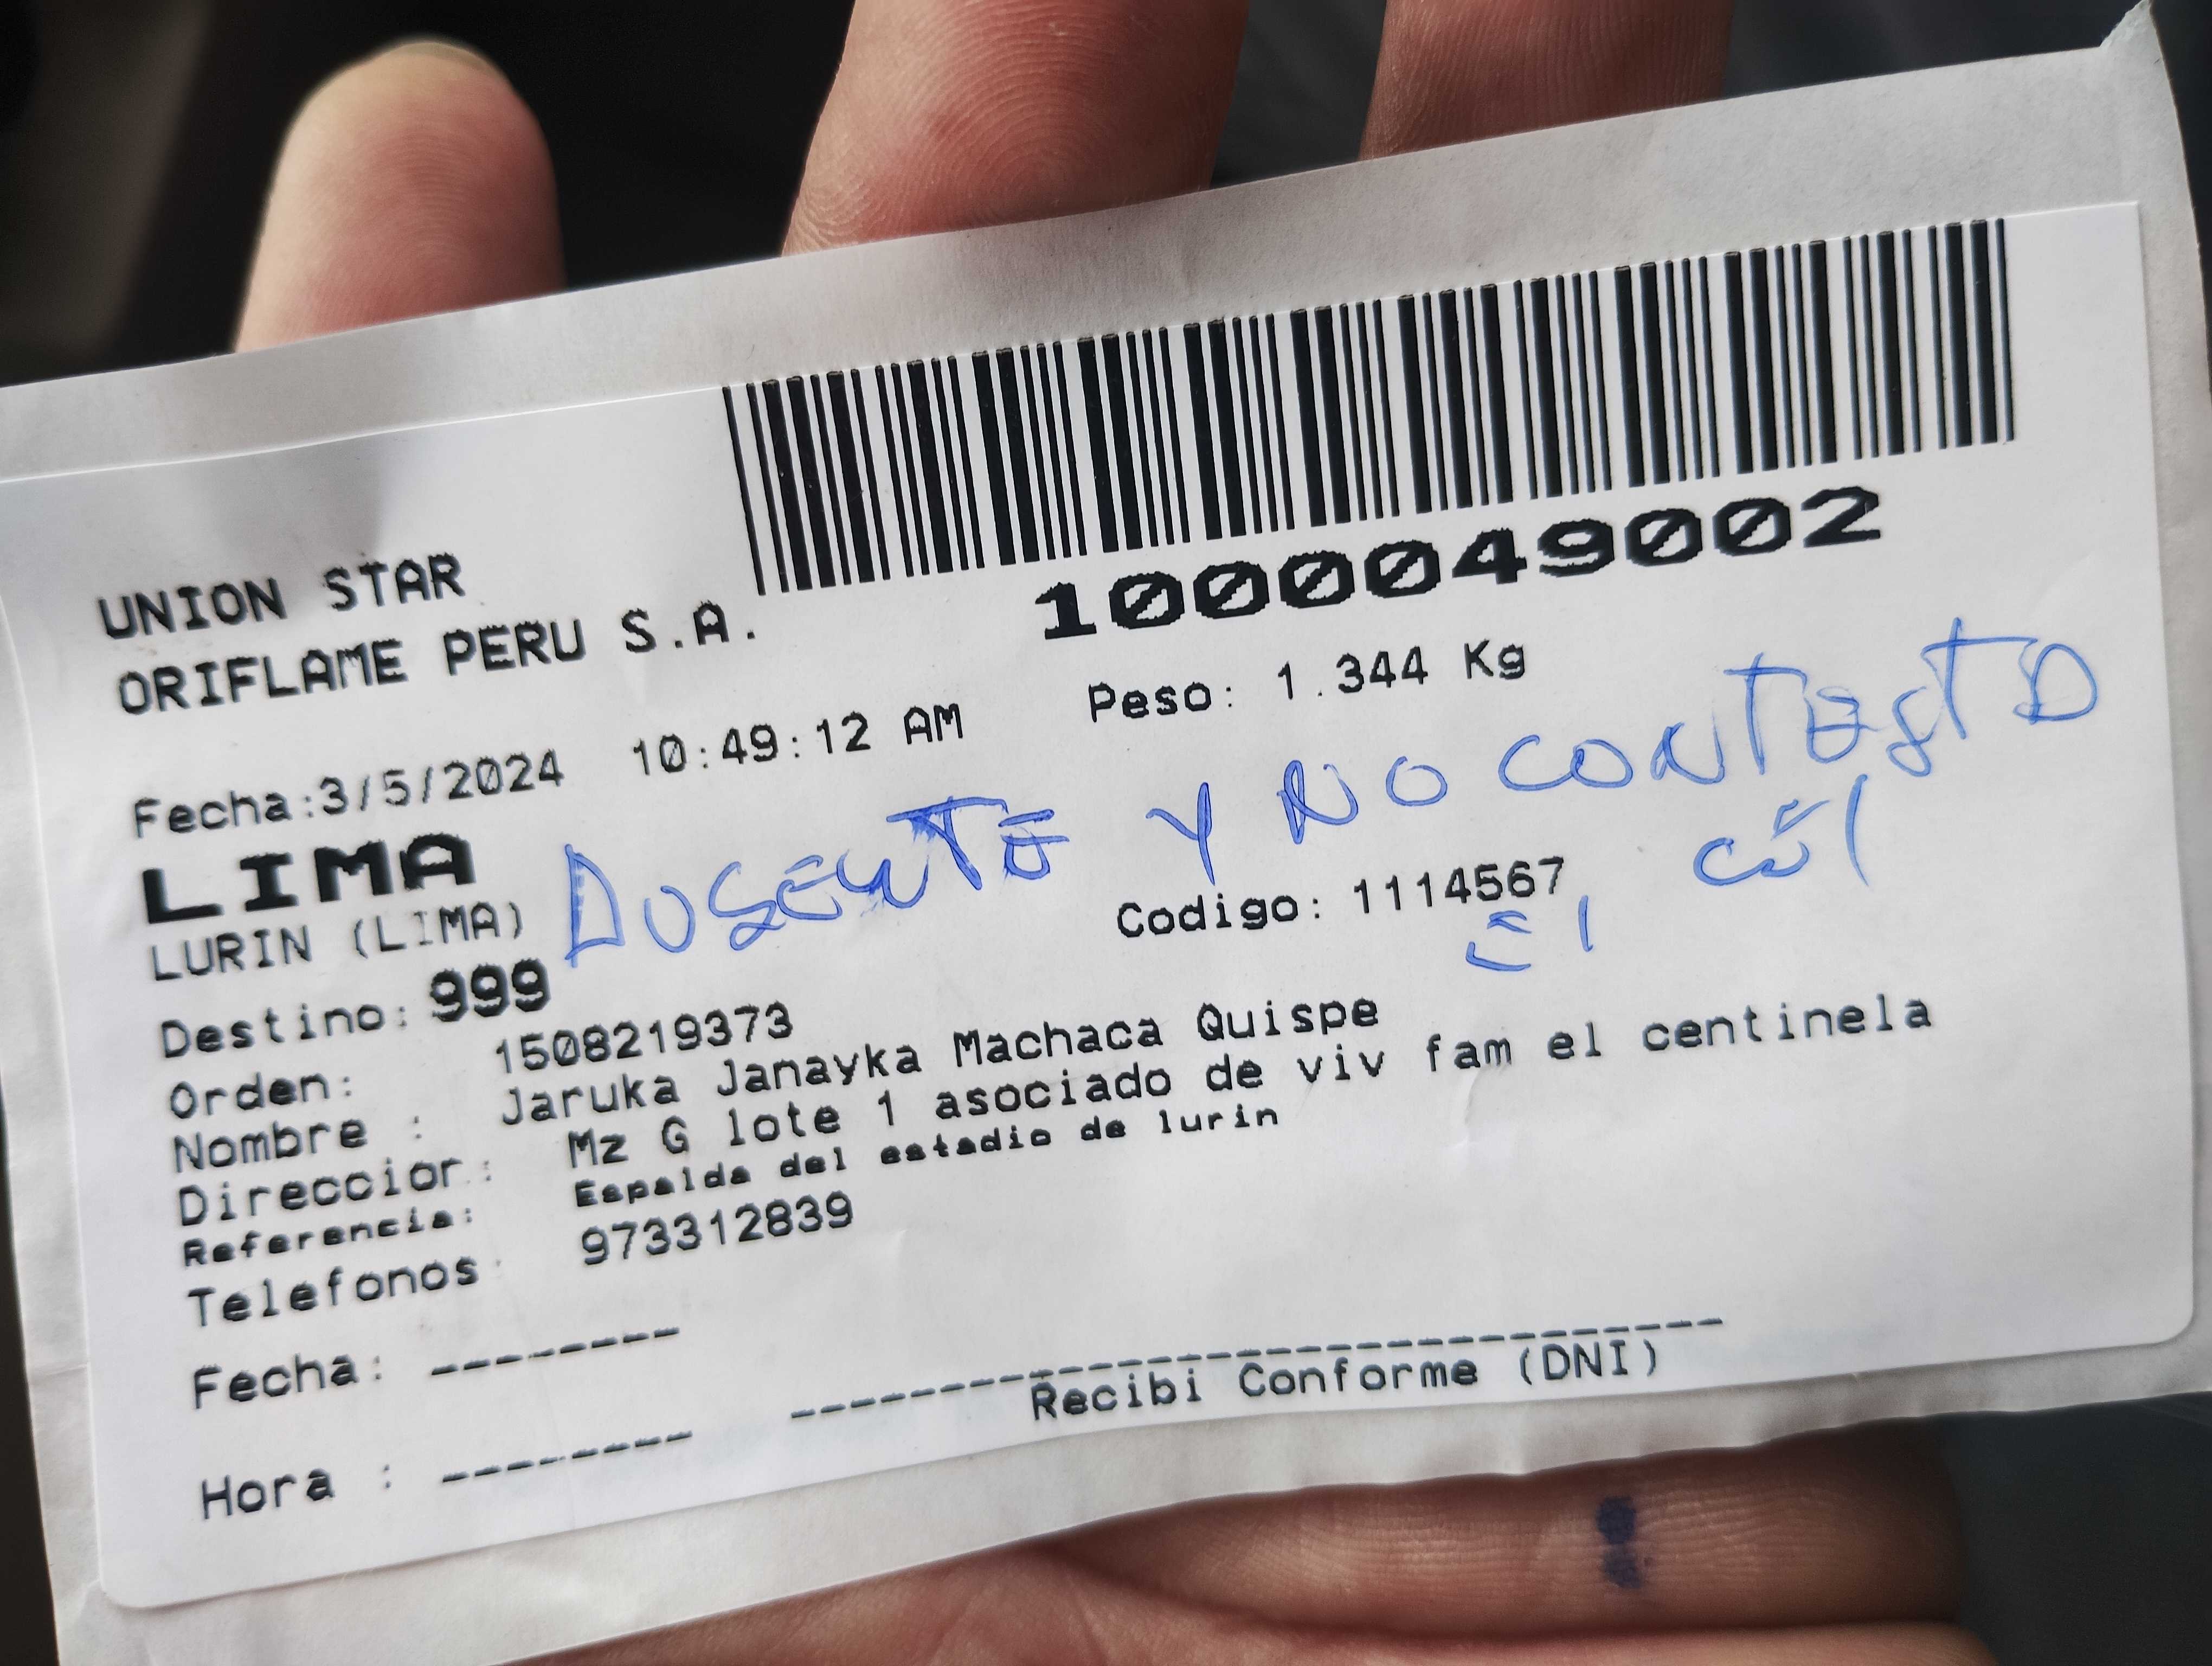 UNION STAR
ORIFLAME PERU S.A.
1000049002
Fecha:3/5/2024 10:49:12 AM Peso: 1.344 Kg
LIMA
AUSENTE Y NO CONTESTO
LURIN (LIMA)
Codigo: 1114567
El cel
Destino: 999
Orden: 1508219373
Nombre : Jaruka Janayka Machaca Quispe
Direccior.: Mz G lote 1 asociado de viv fam el centinela
Referencia: Espalda del estadio de lurin
Telefonos: 973312839
Fecha: --------
Recibi Conforme (DNI)
Hora : --------